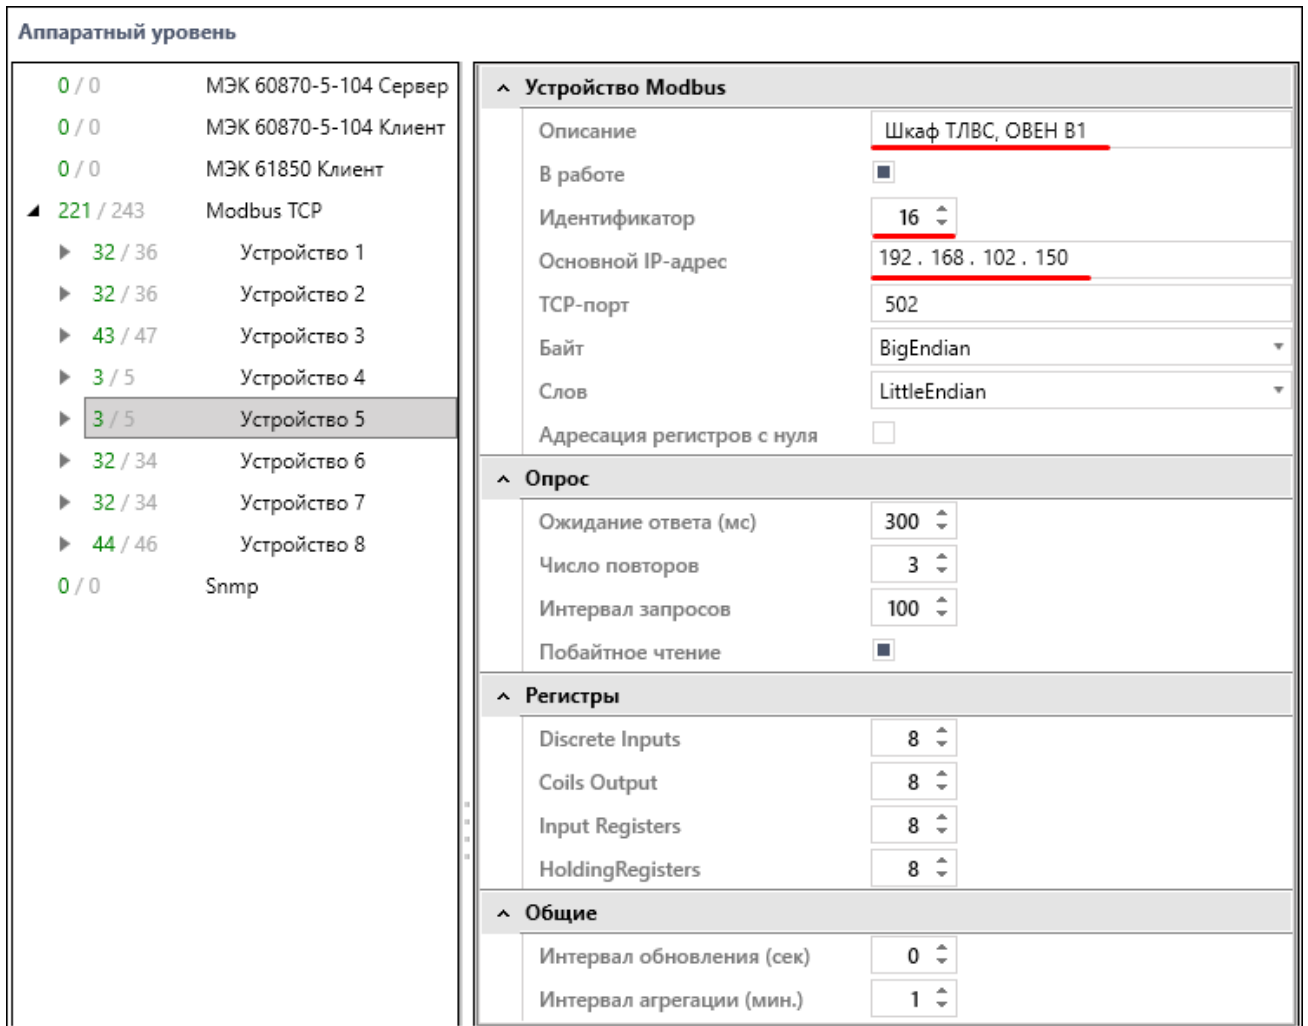 Аппаратный уровень
0 / 0 МЭК 60870-5-104 Сервер
0 / 0 МЭК 60870-5-104 Клиент
0 / 0 МЭК 61850 Клиент
221 / 243 Modbus TCP
32 / 36 Устройство 1
32 / 36 Устройство 2
43 / 47 Устройство 3
3 / 5 Устройство 4
3 / 5 Устройство 5
32 / 34 Устройство 6
32 / 34 Устройство 7
44 / 46 Устройство 8
0 / 0 Snmp
Устройство Modbus
Описание Шкаф ТЛВС, ОВЕН В1
В работе
Идентификатор 16
Основной IP-адрес 192 . 168 . 102 . 150
TCP-порт 502
Байт BigEndian
Слов LittleEndian
Адресация регистров с нуля
Опрос
Ожидание ответа (мс) 300
Число повторов 3
Интервал запросов 100
Побайтное чтение
Регистры
Discrete Inputs 8
Coils Output 8
Input Registers 8
HoldingRegisters 8
Общие
Интервал обновления (сек) 0
Интервал агрегации (мин.) 1